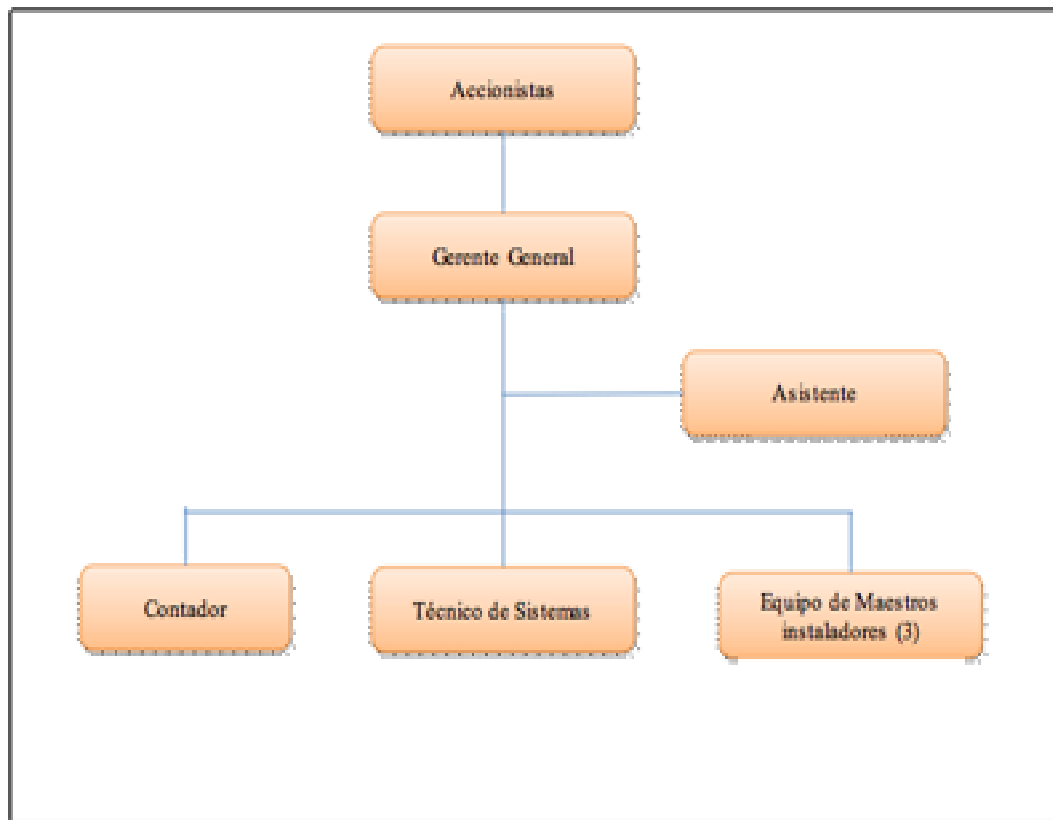 Accionistas
Gerente General
Asistente
Contador
Técnico de Sistemas
Equipo de Maestros
instaladores (3)